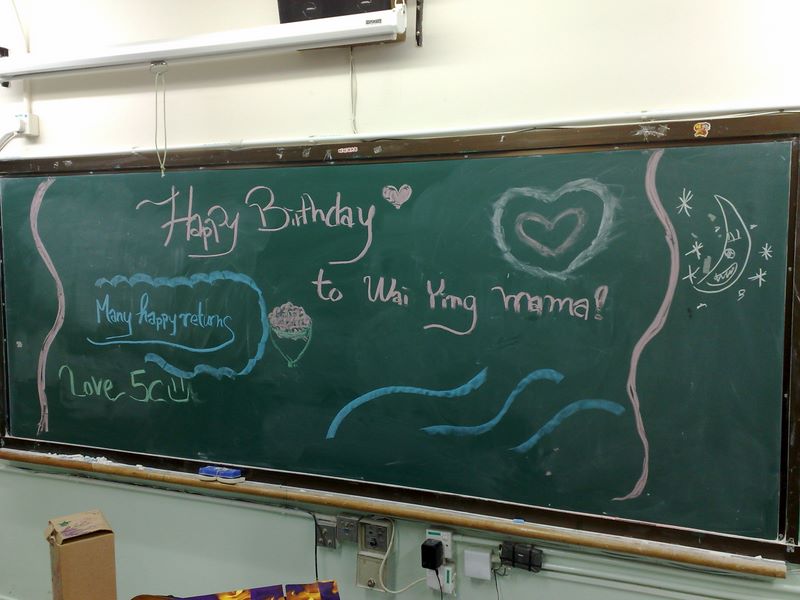 Happy Birthday
to Wai Ying mama!
Many happy returns
Love 5C